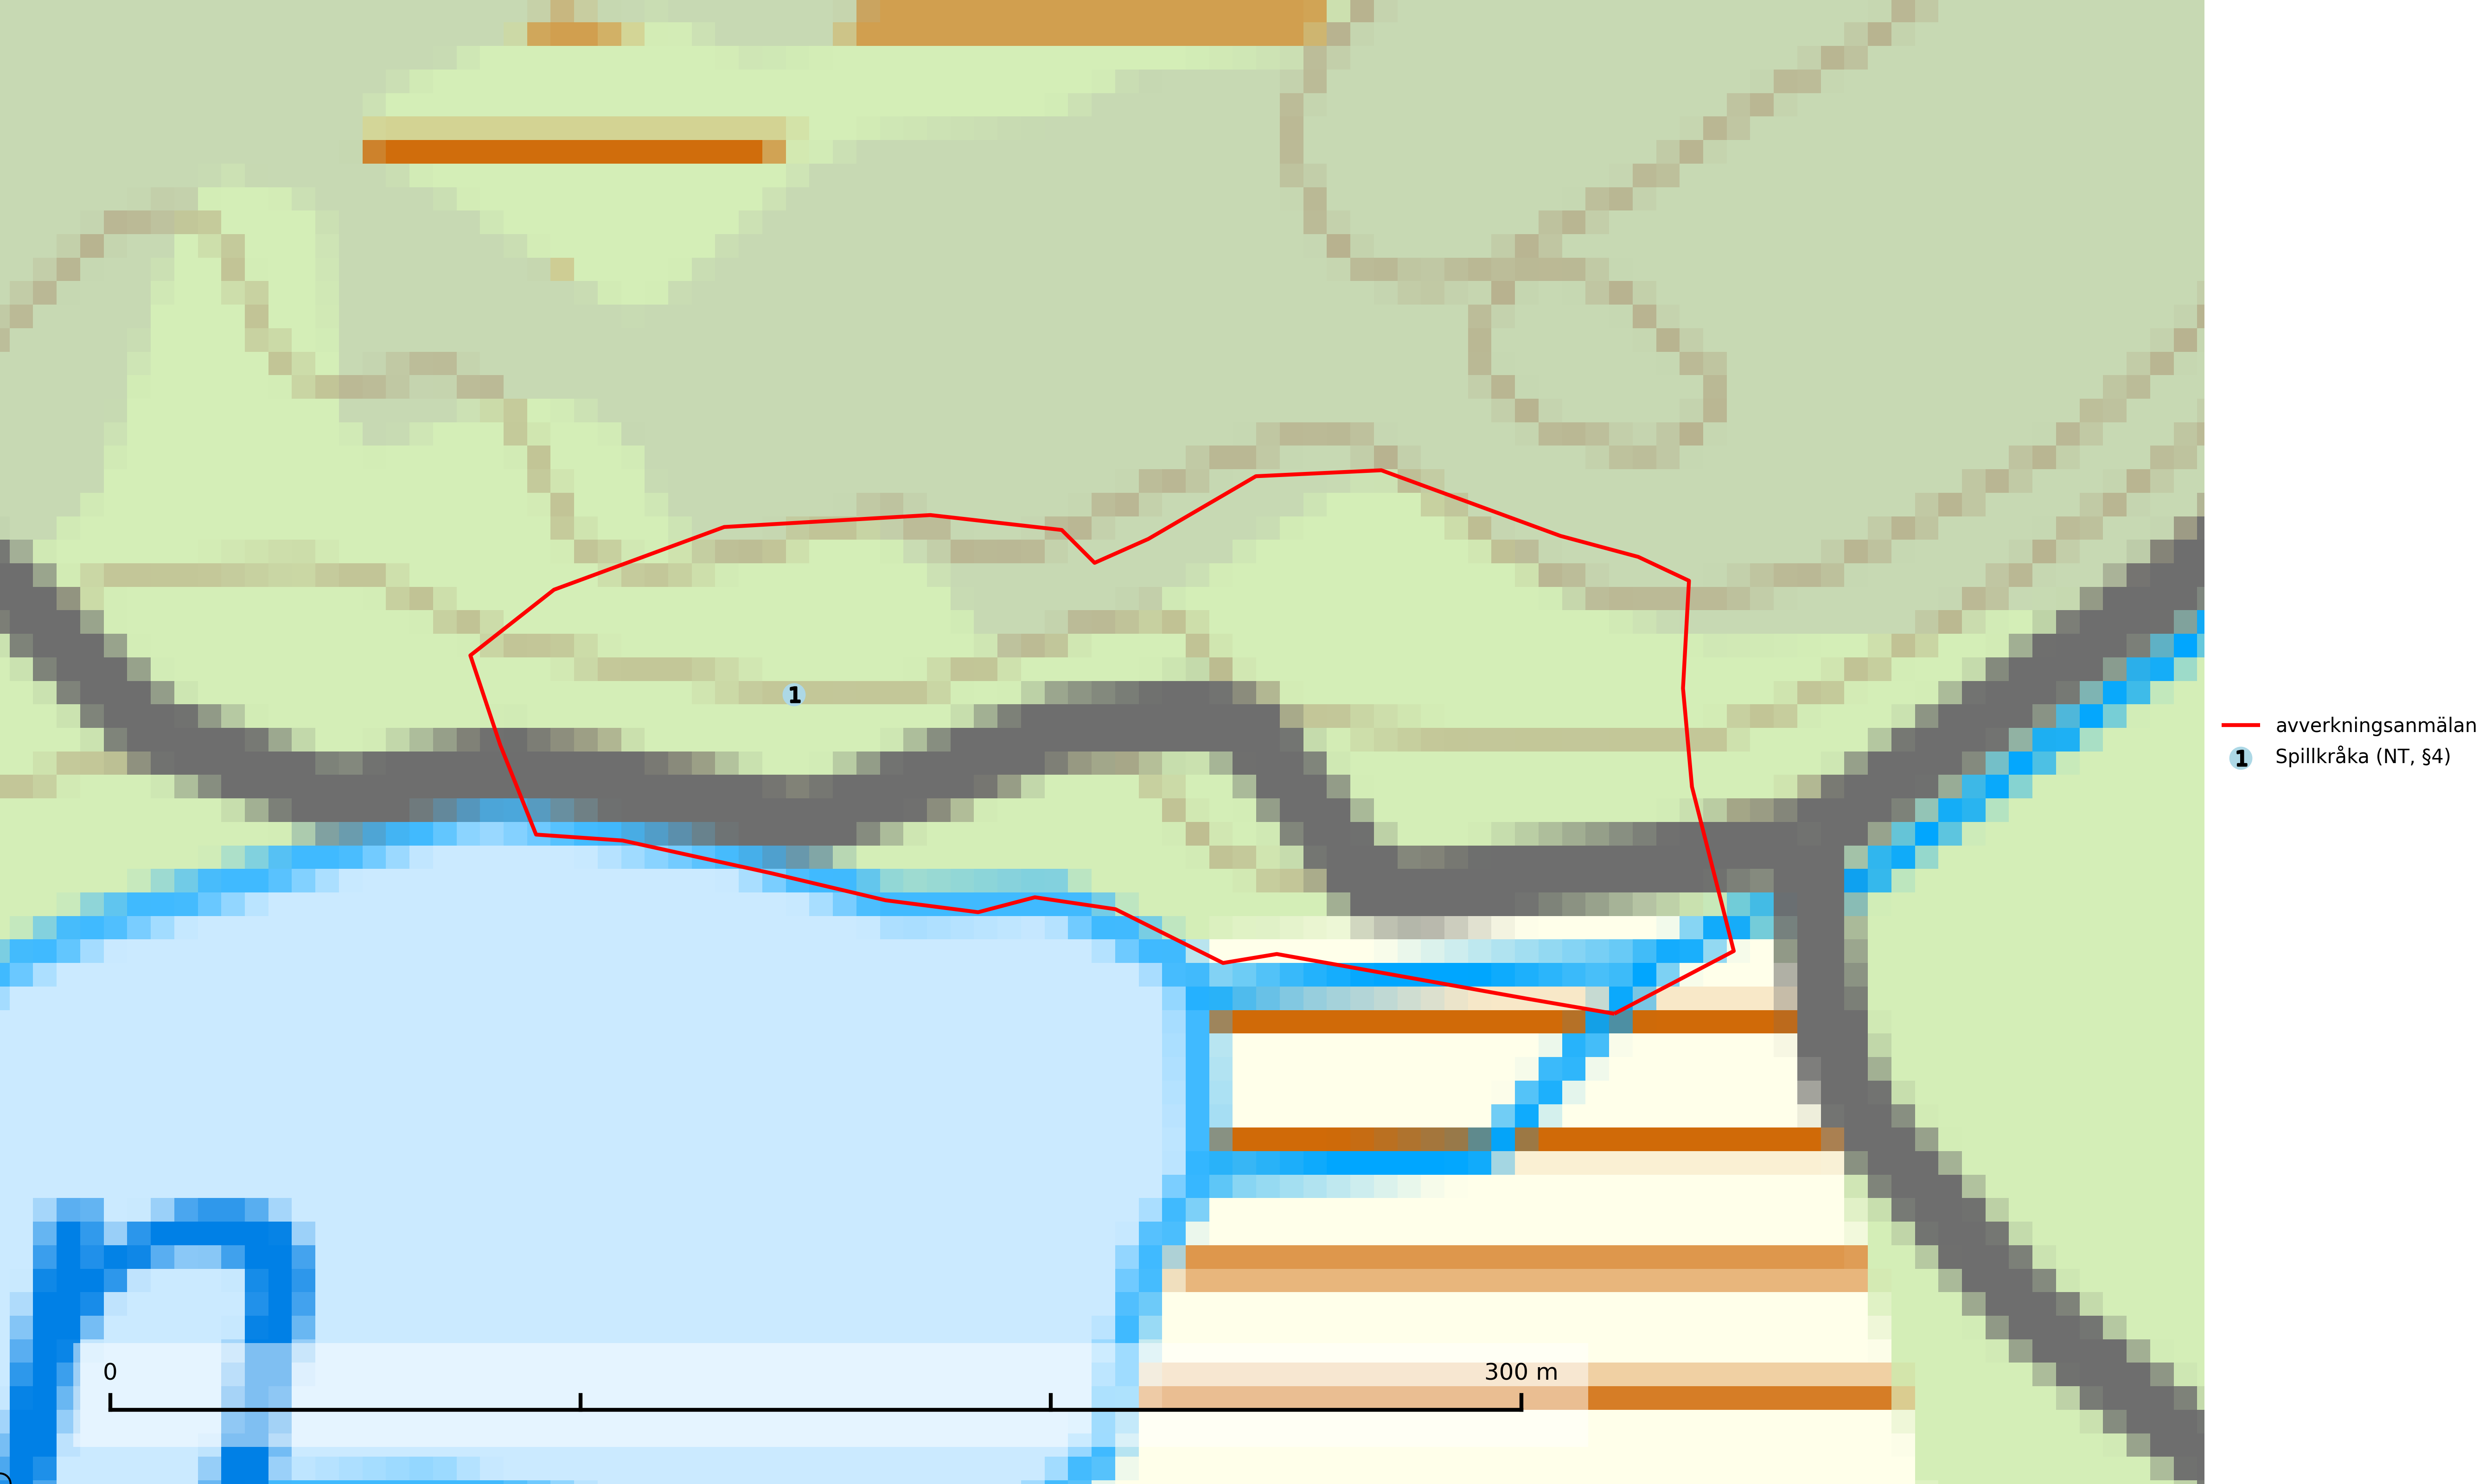 1
avverkningsanmälan
1 Spillkråka (NT, §4)
0 300 m